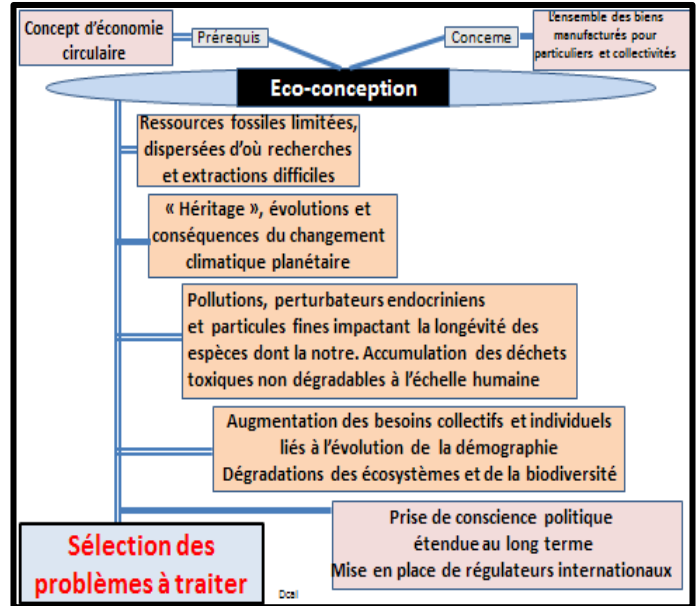 Concept d'économie
circulaire
Prérequis
Concerne
L'ensemble des biens
manufacturés pour
particuliers et collectivités
Eco-conception
Ressources fossiles limitées,
dispersées d'où recherches
et extractions difficiles
« Héritage », évolutions et
conséquences du changement
climatique planétaire
Pollutions, perturbateurs endocriniens
et particules fines impactant la longévité des
espèces dont la notre. Accumulation des déchets
toxiques non dégradables à l'échelle humaine
Augmentation des besoins collectifs et individuels
liés à l'évolution de la démographie
Dégradations des écosystèmes et de la biodiversité
Prise de conscience politique
étendue au long terme
Mise en place de régulateurs internationaux
Sélection des
problèmes à traiter
Dcal